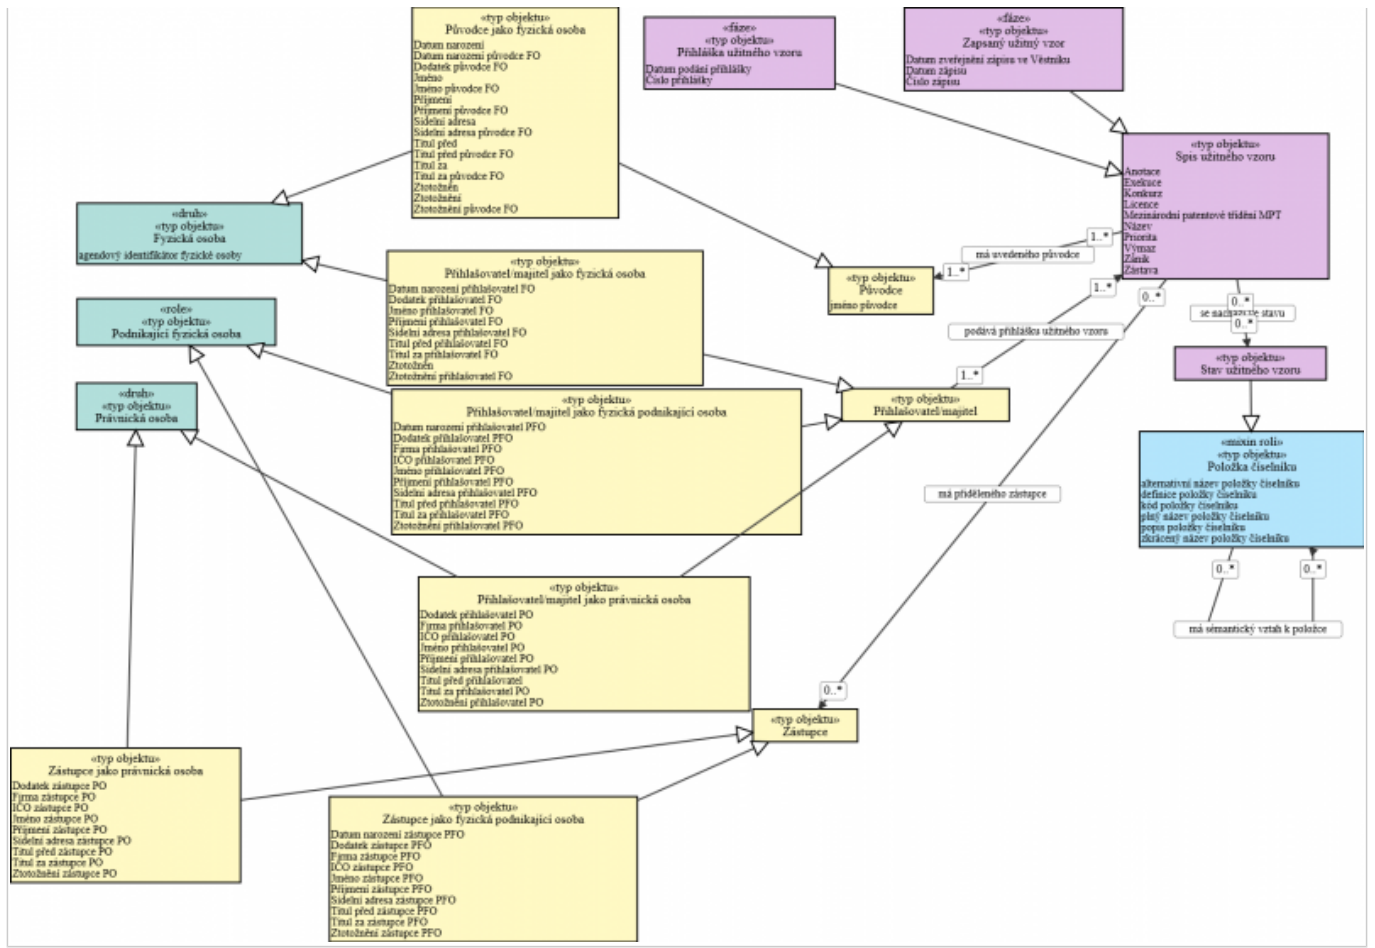 «typ objektu»
Původce jako fyzická osoba
Datum narození
Datum narození původce FO
Dodatek původce FO
Jméno
Jméno původce FO
Příjmení
Příjmení původce FO
Sídelní adresa
Sídelní adresa původce FO
Titul před
Titul před původce FO
Titul za
Titul za původce FO
Ztotožněn
Ztotožnění
Ztotožnění původce FO
«fáze»
«typ objektu»
Přihláška užitného vzoru
Datum podání přihlášky
Číslo přihlášky
«fáze»
«typ objektu»
Zapsaný užitný vzor
Datum zveřejnění zápisu ve Věstníku
Datum zápisu
Číslo zápisu
«typ objektu»
Spis užitného vzoru
Anotace
Exekuce
Konkurz
Licence
Mezinárodní patentové třídění MPT
Název
Priorita
Výmaz
Zánik
Zástava
«druh»
«typ objektu»
Fyzická osoba
agendový identifikátor fyzické osoby
1..*
má uvedeného původce
1..*
«typ objektu»
Původce
jméno původce
«typ objektu»
Přihlašovatel/majitel jako fyzická osoba
Datum narození přihlašovatel FO
Dodatek přihlašovatel FO
Jméno přihlašovatel FO
Příjmení přihlašovatel FO
Sídelní adresa přihlašovatel FO
Titul před přihlašovatel FO
Titul za přihlašovatel FO
Ztotožněn
Ztotožnění přihlašovatel FO
1..*
podává přihlášku užitného vzoru
1..*
0..*
0..*
se nachází ve stavu
0..*
«role»
«typ objektu»
Podnikající fyzická osoba
«typ objektu»
Stav užitného vzoru
«druh»
«typ objektu»
Právnická osoba
«typ objektu»
Přihlašovatel/majitel
«typ objektu»
Přihlašovatel/majitel jako fyzická podnikající osoba
Datum narození přihlašovatel PFO
Dodatek přihlašovatel PFO
Firma přihlašovatel PFO
IČO přihlašovatel PFO
Jméno přihlašovatel PFO
Příjmení přihlašovatel PFO
Sídelní adresa přihlašovatel PFO
Titul před přihlašovatel PFO
Titul za přihlašovatel PFO
Ztotožnění přihlašovatel PFO
«mixin rolí»
«typ objektu»
Položka číselníku
alternativní název položky číselníku
definice položky číselníku
kód položky číselníku
plný název položky číselníku
popis položky číselníku
zkrácený název položky číselníku
má přiděleného zástupce
0..*
0..*
má sémantický vztah k položce
«typ objektu»
Přihlašovatel/majitel jako právnická osoba
Dodatek přihlašovatel PO
Firma přihlašovatel PO
IČO přihlašovatel PO
Jméno přihlašovatel PO
Příjmení přihlašovatel PO
Sídelní adresa přihlašovatel PO
Titul před přihlašovatel
Titul za přihlašovatel PO
Ztotožnění přihlašovatel PO
0..*
«typ objektu»
Zástupce
«typ objektu»
Zástupce jako právnická osoba
Dodatek zástupce PO
Firma zástupce PO
IČO zástupce PO
Jméno zástupce PO
Příjmení zástupce PO
Sídelní adresa zástupce PO
Titul před zástupce PO
Titul za zástupce PO
Ztotožnění zástupce PO
«typ objektu»
Zástupce jako fyzická podnikající osoba
Datum narození zástupce PFO
Dodatek zástupce PFO
Firma zástupce PFO
IČO zástupce PFO
Jméno zástupce PFO
Příjmení zástupce PFO
Sídelní adresa zástupce PFO
Titul před zástupce PFO
Titul za zástupce PFO
Ztotožnění zástupce PFO